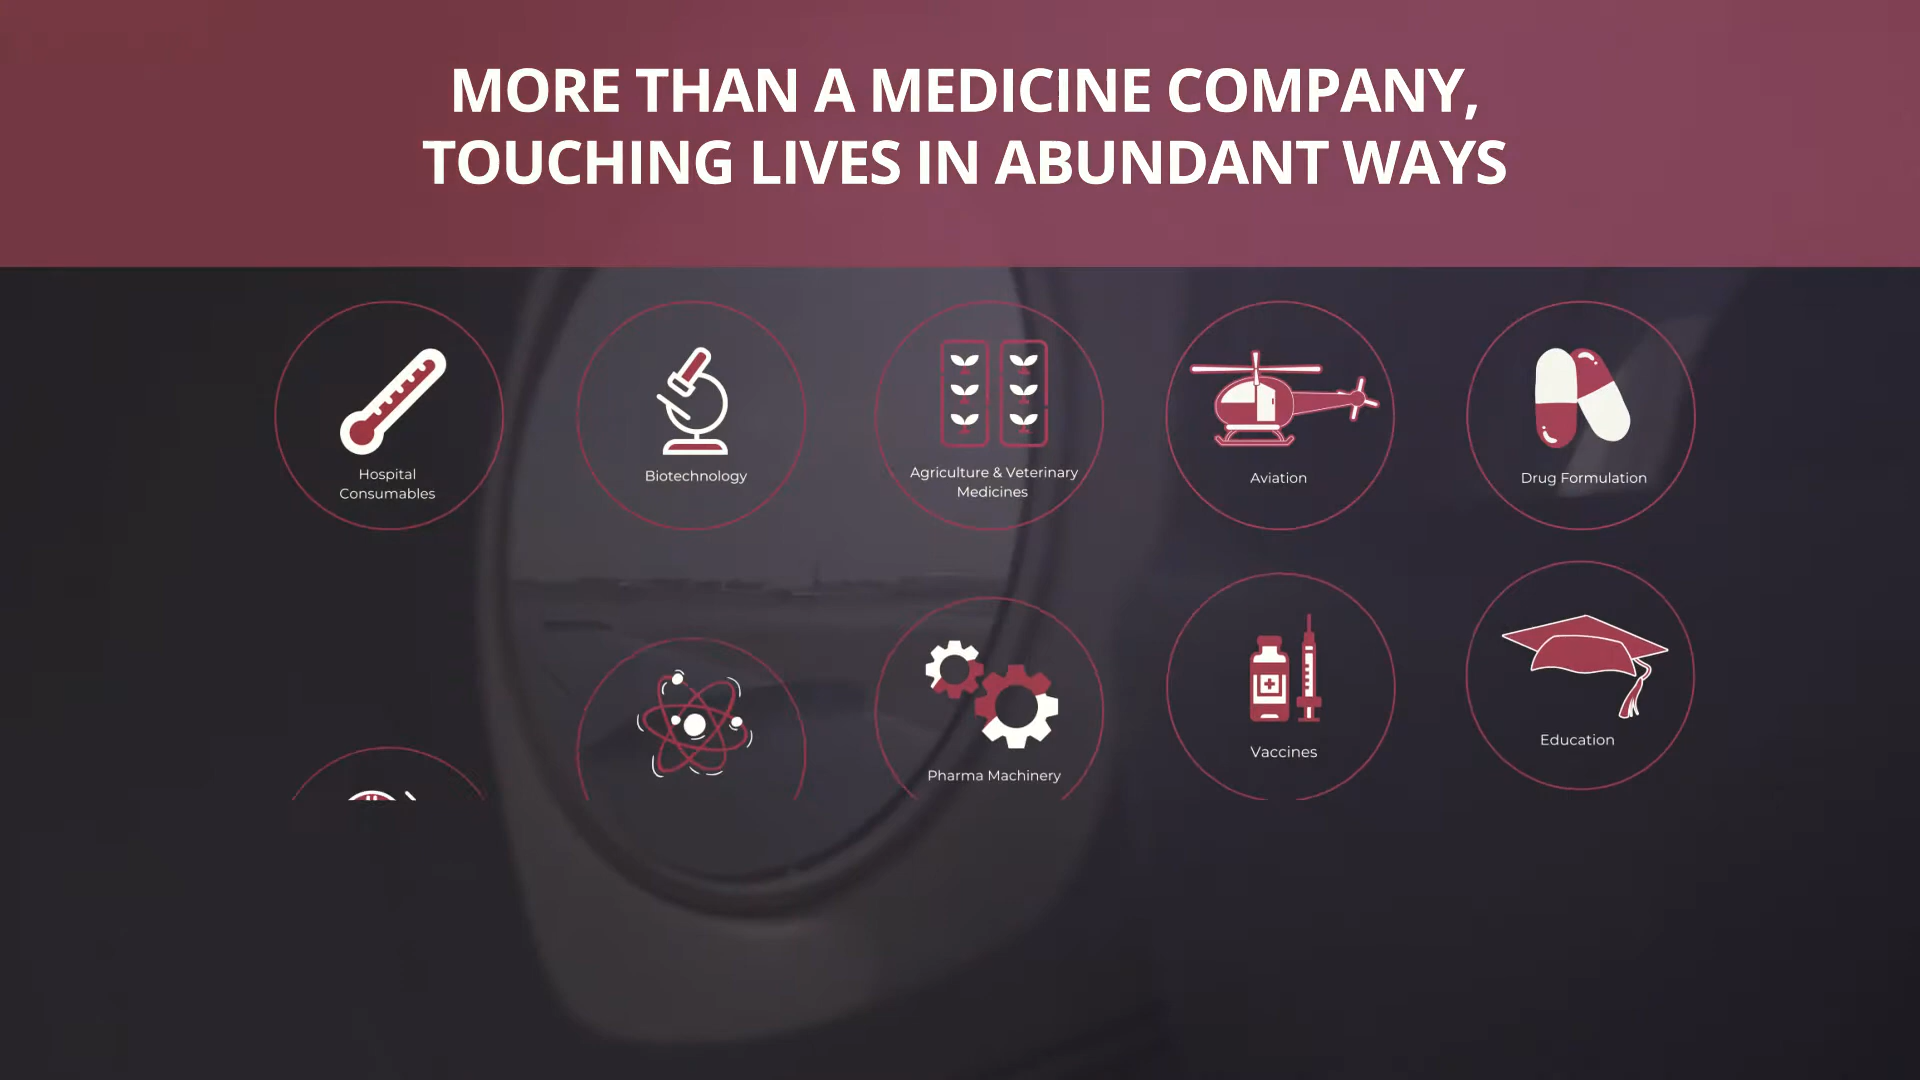 MORE THAN A MEDICINE COMPANY,
TOUCHING LIVES IN ABUNDANT WAYS
Hospital
Consumables
Biotechnology
Agriculture & Veterinary
Medicines
Aviation
Drug Formulation
Pharma Machinery
Vaccines
Education